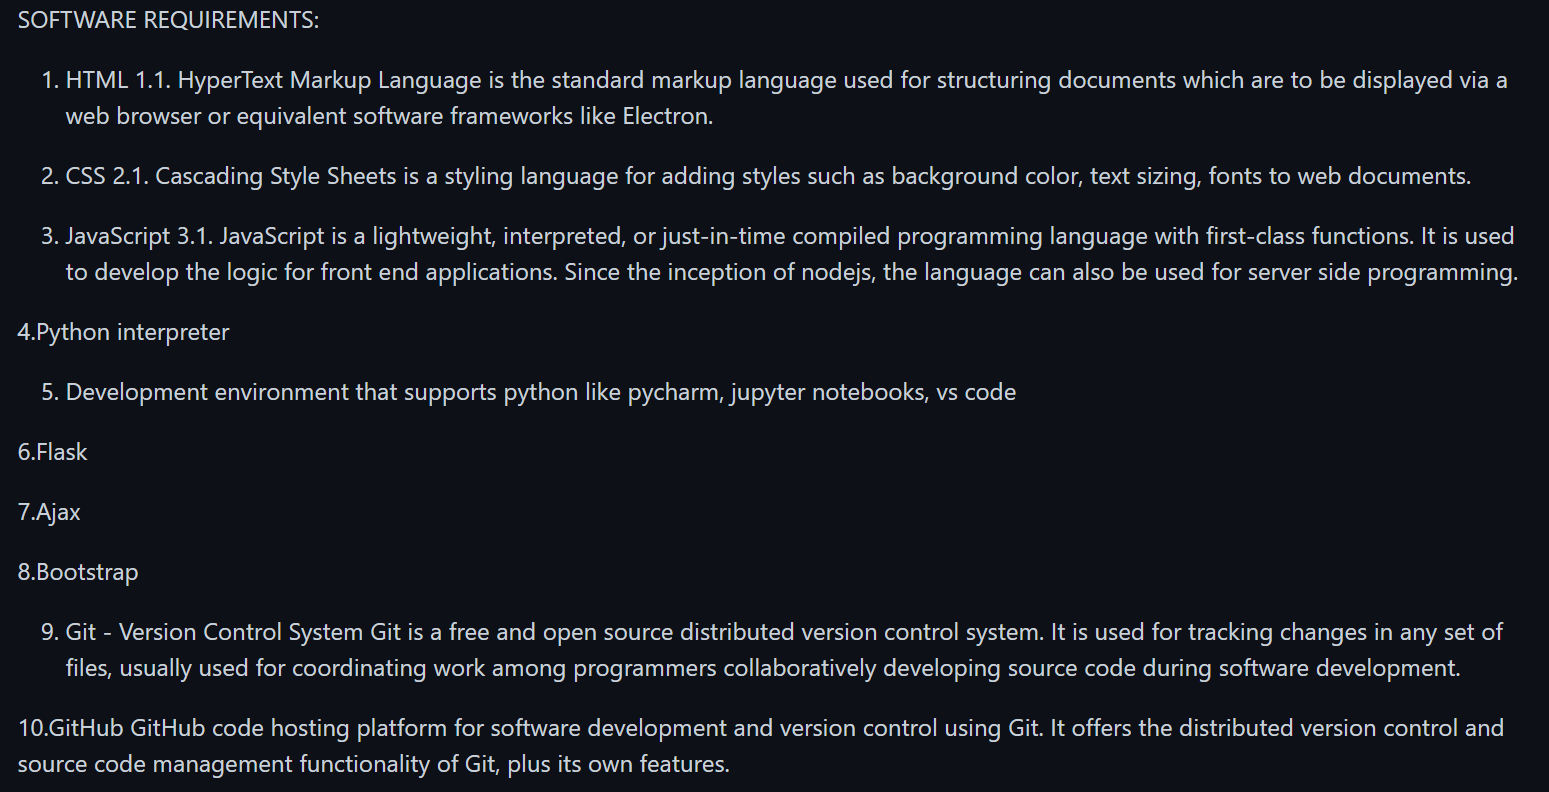 SOFTWARE REQUIREMENTS:
1. HTML 1.1. HyperText Markup Language is the standard markup language used for structuring documents which are to be displayed via a
web browser or equivalent software frameworks like Electron.
2. CSS 2.1. Cascading Style Sheets is a styling language for adding styles such as background color, text sizing, fonts to web documents.
3. JavaScript 3.1. JavaScript is a lightweight, interpreted, or just-in-time compiled programming language with first-class functions. It is used
to develop the logic for front end applications. Since the inception of nodejs, the language can also be used for server side programming.
4.Python interpreter
5. Development environment that supports python like pycharm, jupyter notebooks, vs code
6.Flask
7.Ajax
8.Bootstrap
9. Git - Version Control System Git is a free and open source distributed version control system. It is used for tracking changes in any set of
files, usually used for coordinating work among programmers collaboratively developing source code during software development.
10.GitHub GitHub code hosting platform for software development and version control using Git. It offers the distributed version control and
source code management functionality of Git, plus its own features.